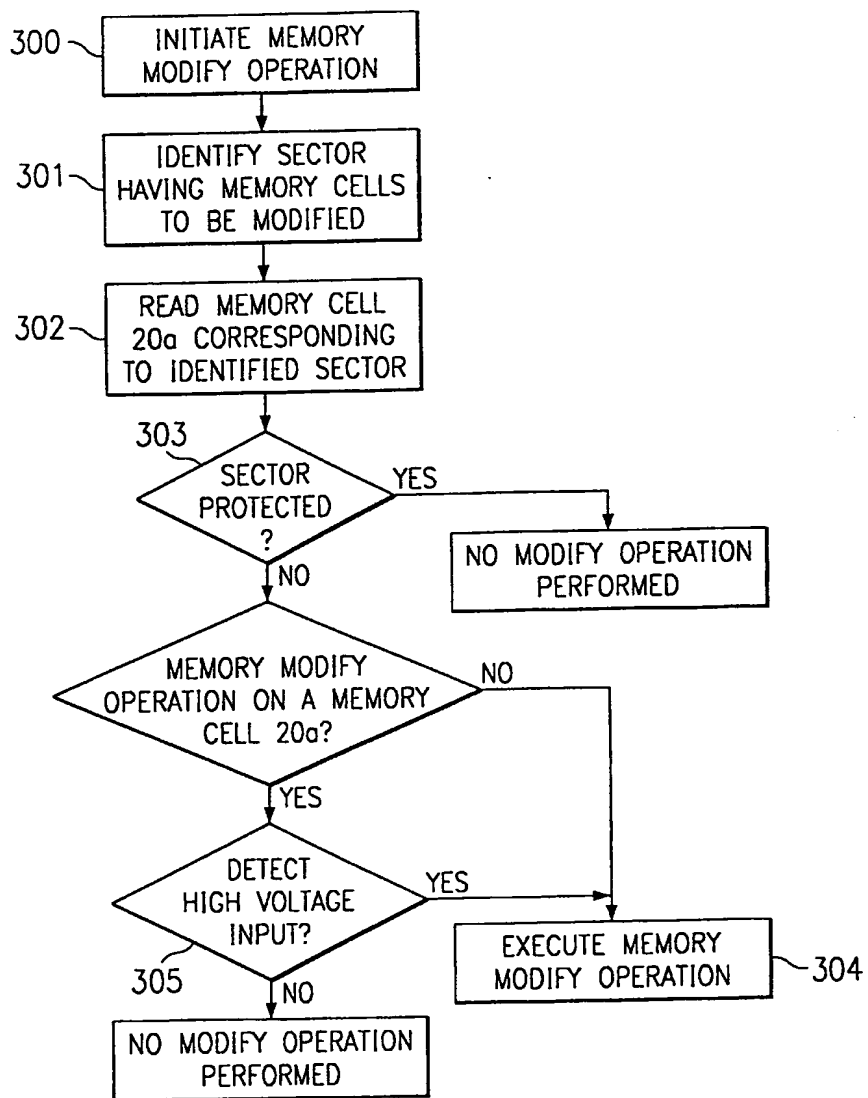 300
INITIATE MEMORY
MODIFY OPERATION
301
IDENTIFY SECTOR
HAVING MEMORY CELLS
TO BE MODIFIED
302
READ MEMORY CELL
20a CORRESPONDING
TO IDENTIFIED SECTOR
303
SECTOR
PROTECTED
?
YES
NO MODIFY OPERATION
PERFORMED
NO
MEMORY MODIFY
OPERATION ON A MEMORY
CELL 20a?
NO
YES
DETECT
HIGH VOLTAGE
INPUT?
YES
305
EXECUTE MEMORY
MODIFY OPERATION
304
NO
NO MODIFY OPERATION
PERFORMED